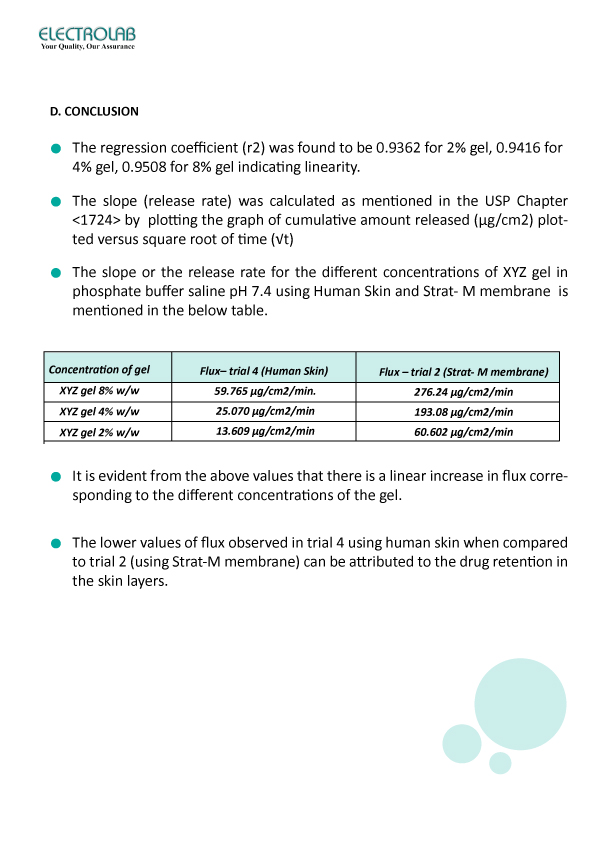 ELECTROLAB
Your Quality, Our Assurance
D. CONCLUSION
The regression coefficient (r2) was found to be 0.9362 for 2% gel, 0.9416 for
4% gel, 0.9508 for 8% gel indicating linearity.
The slope (release rate) was calculated as mentioned in the USP Chapter
<1724> by plotting the graph of cumulative amount released (µg/cm2) plot-
ted versus square root of time (√t)
The slope or the release rate for the different concentrations of XYZ gel in
phosphate buffer saline pH 7.4 using Human Skin and Strat- M membrane is
mentioned in the below table.
Concentration of gel Flux– trial 4 (Human Skin) Flux – trial 2 (Strat- M membrane)
XYZ gel 8% w/w 59.765 µg/cm2/min. 276.24 µg/cm2/min
XYZ gel 4% w/w 25.070 µg/cm2/min 193.08 µg/cm2/min
XYZ gel 2% w/w 13.609 µg/cm2/min 60.602 µg/cm2/min
It is evident from the above values that there is a linear increase in flux corre-
sponding to the different concentrations of the gel.
The lower values of flux observed in trial 4 using human skin when compared
to trial 2 (using Strat-M membrane) can be attributed to the drug retention in
the skin layers.